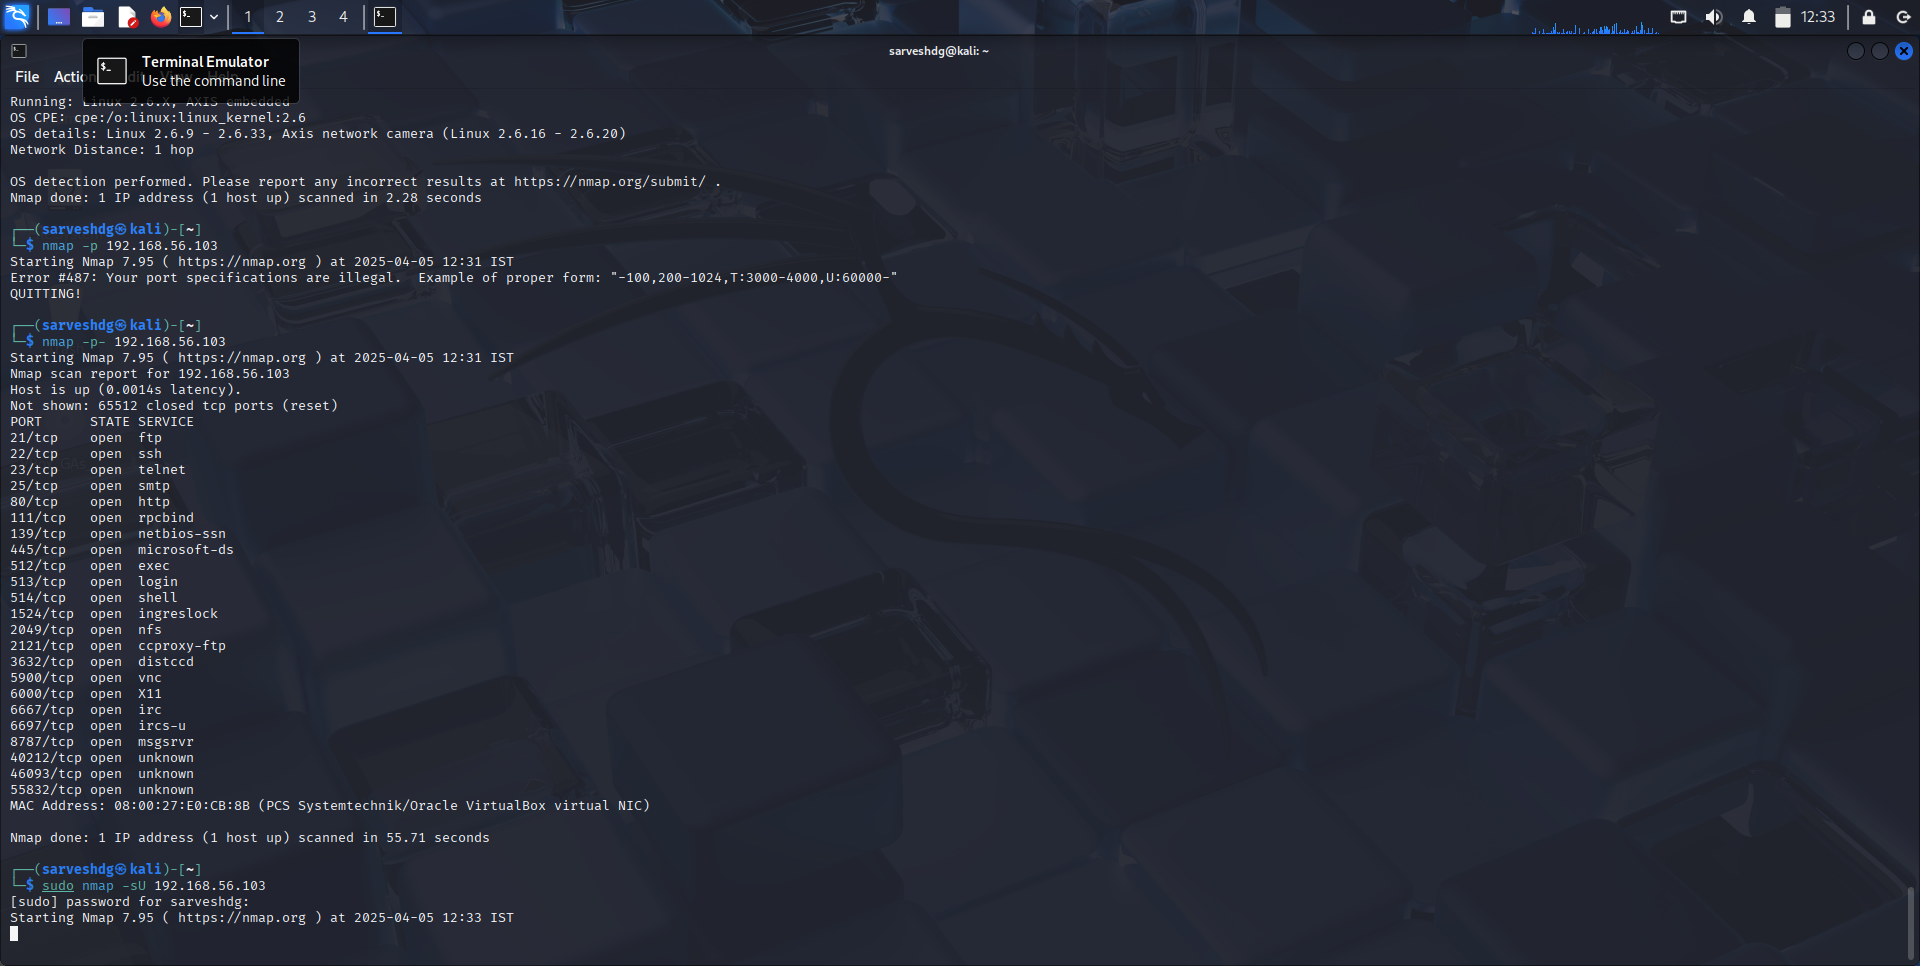 1 2 3 4 12:33
sarveshdg@kali: ~
Terminal Emulator
Use the command line
File Action Edit View Help
Running: Linux 2.6.X, AXIS embedded
OS CPE: cpe:/o:linux:linux_kernel:2.6
OS details: Linux 2.6.9 - 2.6.33, Axis network camera (Linux 2.6.16 - 2.6.20)
Network Distance: 1 hop
OS detection performed. Please report any incorrect results at https://nmap.org/submit/ .
Nmap done: 1 IP address (1 host up) scanned in 2.28 seconds
┌──(sarveshdg㉿kali)-[~]
└─$ nmap -p 192.168.56.103
Starting Nmap 7.95 ( https://nmap.org ) at 2025-04-05 12:31 IST
Error #487: Your port specifications are illegal.  Example of proper form: "-100,200-1024,T:3000-4000,U:60000-"
QUITTING!
┌──(sarveshdg㉿kali)-[~]
└─$ nmap -p- 192.168.56.103
Starting Nmap 7.95 ( https://nmap.org ) at 2025-04-05 12:31 IST
Nmap scan report for 192.168.56.103
Host is up (0.0014s latency).
Not shown: 65512 closed tcp ports (reset)
PORT      STATE SERVICE
21/tcp    open  ftp
22/tcp    open  ssh
23/tcp    open  telnet
25/tcp    open  smtp
80/tcp    open  http
111/tcp   open  rpcbind
139/tcp   open  netbios-ssn
445/tcp   open  microsoft-ds
512/tcp   open  exec
513/tcp   open  login
514/tcp   open  shell
1524/tcp  open  ingreslock
2049/tcp  open  nfs
2121/tcp  open  ccproxy-ftp
3632/tcp  open  distccd
5900/tcp  open  vnc
6000/tcp  open  X11
6667/tcp  open  irc
6697/tcp  open  ircs-u
8787/tcp  open  msgsrvr
40212/tcp open  unknown
46093/tcp open  unknown
55832/tcp open  unknown
MAC Address: 08:00:27:E0:CB:8B (PCS Systemtechnik/Oracle VirtualBox virtual NIC)
Nmap done: 1 IP address (1 host up) scanned in 55.71 seconds
┌──(sarveshdg㉿kali)-[~]
└─$ sudo nmap -sU 192.168.56.103
[sudo] password for sarveshdg:
Starting Nmap 7.95 ( https://nmap.org ) at 2025-04-05 12:33 IST